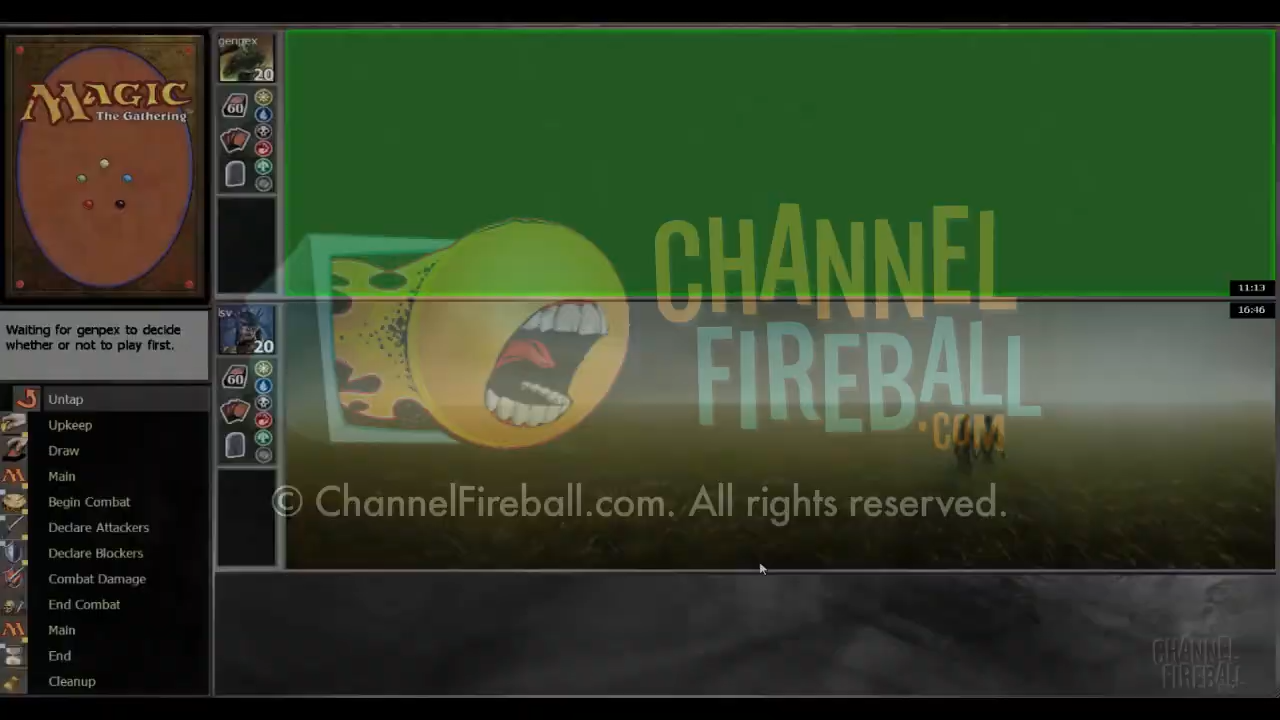 MAGIC
The Gathering
genpex
20
60
11:13
16:46
lsv
20
60
Waiting for genpex to decide
whether or not to play first.
Untap
Upkeep
Draw
Main
Begin Combat
Declare Attackers
Declare Blockers
Combat Damage
End Combat
Main
End
Cleanup
CHANNEL
FIREBALL
.COM
© ChannelFireball.com. All rights reserved.
CHANNEL
FIREBALL